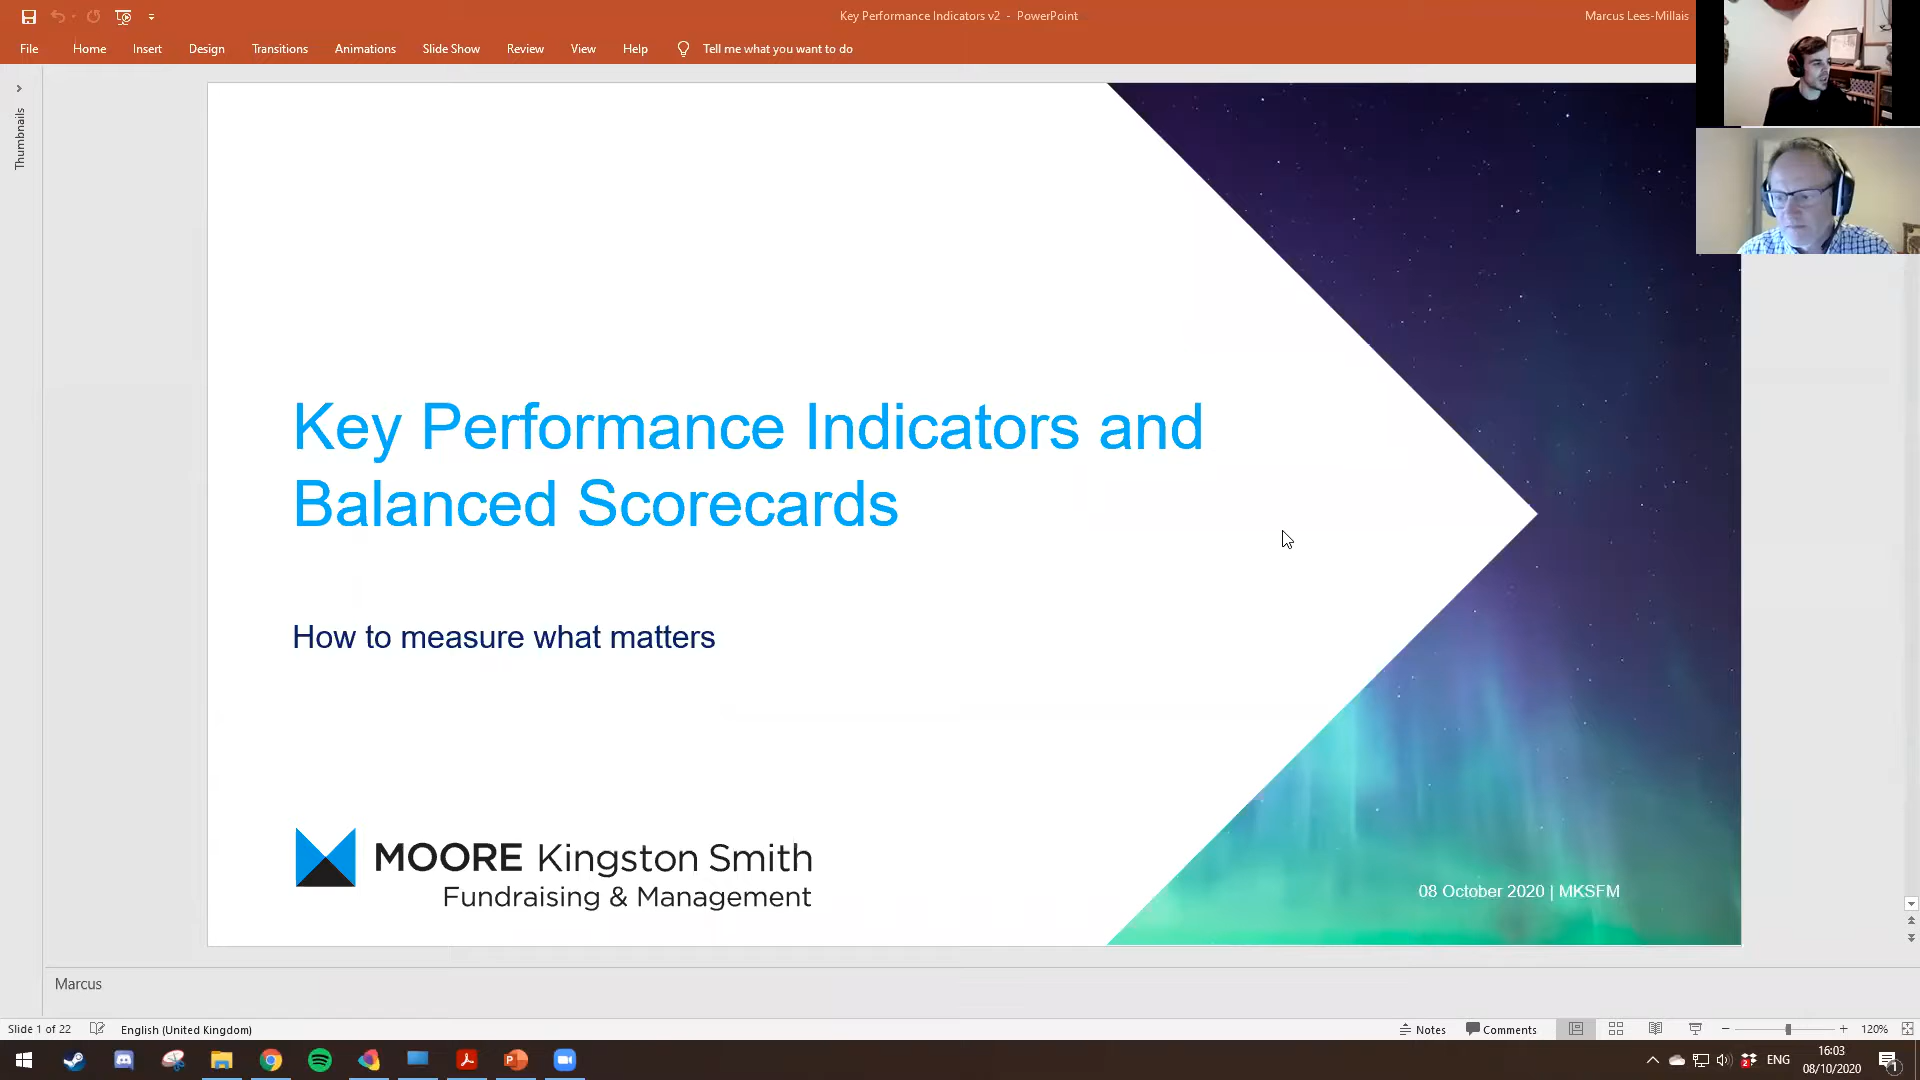 Key Performance Indicators v2 - PowerPoint
Marcus Lees-Millais
File Home Insert Design Transitions Animations Slide Show Review View Help Tell me what you want to do
Thumbnails
Key Performance Indicators and
Balanced Scorecards
How to measure what matters
MOORE Kingston Smith
Fundraising & Management
08 October 2020 | MKSFM
Marcus
Slide 1 of 22 English (United Kingdom) Notes Comments 120%
ENG
16:03
08/10/2020